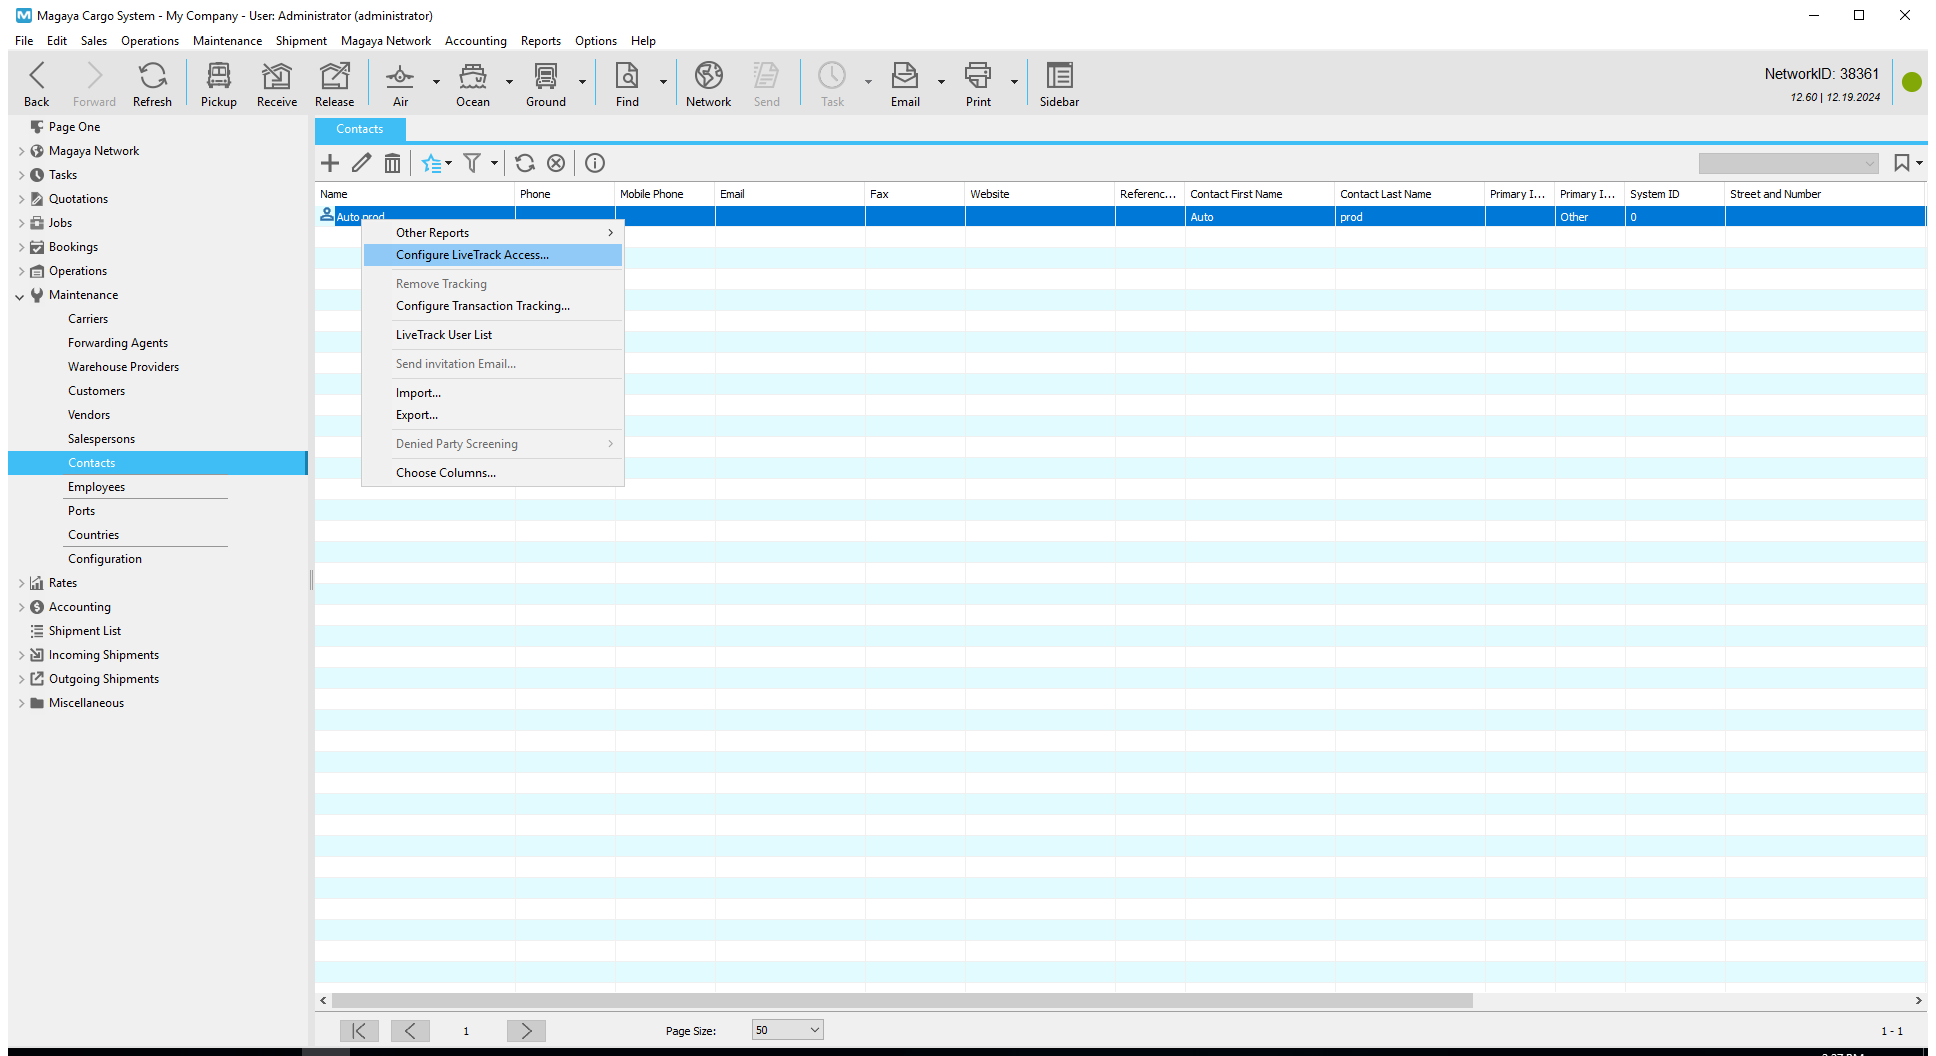 Magaya Cargo System - My Company - User: Administrator (administrator)
File Edit Sales Operations Maintenance Shipment Magaya Network Accounting Reports Options Help
Back Forward Refresh Pickup Receive Release Air Ocean Ground Find Network Send Task Email Print Sidebar
NetworkID: 38361
12.60 | 12.19.2024
Page One
Magaya Network
Tasks
Quotations
Jobs
Bookings
Operations
Maintenance
Carriers
Forwarding Agents
Warehouse Providers
Customers
Vendors
Salespersons
Contacts
Employees
Ports
Countries
Configuration
Rates
Accounting
Shipment List
Incoming Shipments
Outgoing Shipments
Miscellaneous
Contacts
Name Phone Mobile Phone Email Fax Website Referenc... Contact First Name Contact Last Name Primary I... Primary I... System ID Street and Number
Auto prod Auto prod Other 0
Other Reports
Configure LiveTrack Access...
Remove Tracking
Configure Transaction Tracking...
LiveTrack User List
Send invitation Email...
Import...
Export...
Denied Party Screening
Choose Columns...
1 Page Size: 50 1 - 1